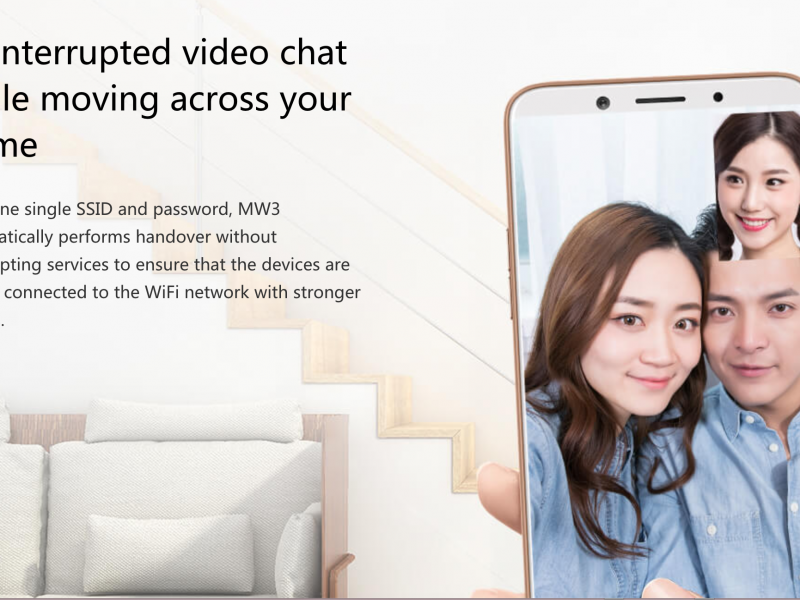 nterrupted video chat
le moving across your
me
ne single SSID and password, MW3
atically performs handover without
pting services to ensure that the devices are
connected to the WiFi network with stronger
.